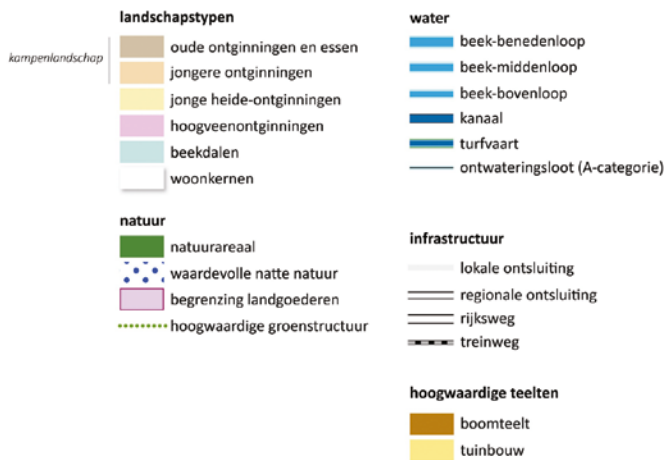 landschapstypen
kampenlandschap
oude ontginningen en essen
jongere ontginningen
jonge heide-ontginningen
hoogveenontginningen
beekdalen
woonkernen
natuur
natuurareaal
waardevolle natte natuur
begrenzing landgoederen
hoogwaardige groenstructuur
water
beek-benedenloop
beek-middenloop
beek-bovenloop
kanaal
turfvaart
ontwateringsloot (A-categorie)
infrastructuur
lokale ontsluiting
regionale ontsluiting
rijksweg
treinweg
hoogwaardige teelten
boomteelt
tuinbouw